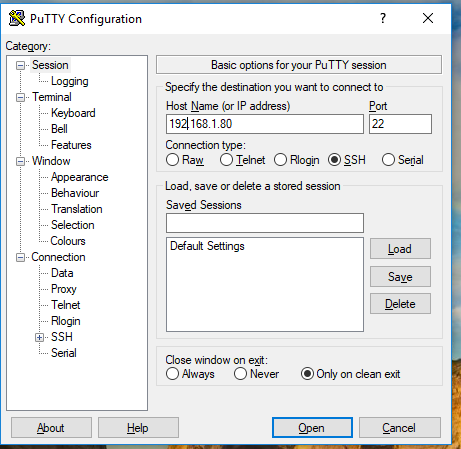 PuTTY Configuration
?
Category:
Session
Logging
Terminal
Keyboard
Bell
Features
Window
Appearance
Behaviour
Translation
Selection
Colours
Connection
Data
Proxy
Telnet
Rlogin
SSH
Serial
Basic options for your PuTTY session
Specify the destination you want to connect to
Host Name (or IP address) Port
192.168.1.80 22
Connection type:
Raw Telnet Rlogin SSH Serial
Load, save or delete a stored session
Saved Sessions
Default Settings
Load
Save
Delete
Close window on exit:
Always Never Only on clean exit
About Help Open Cancel